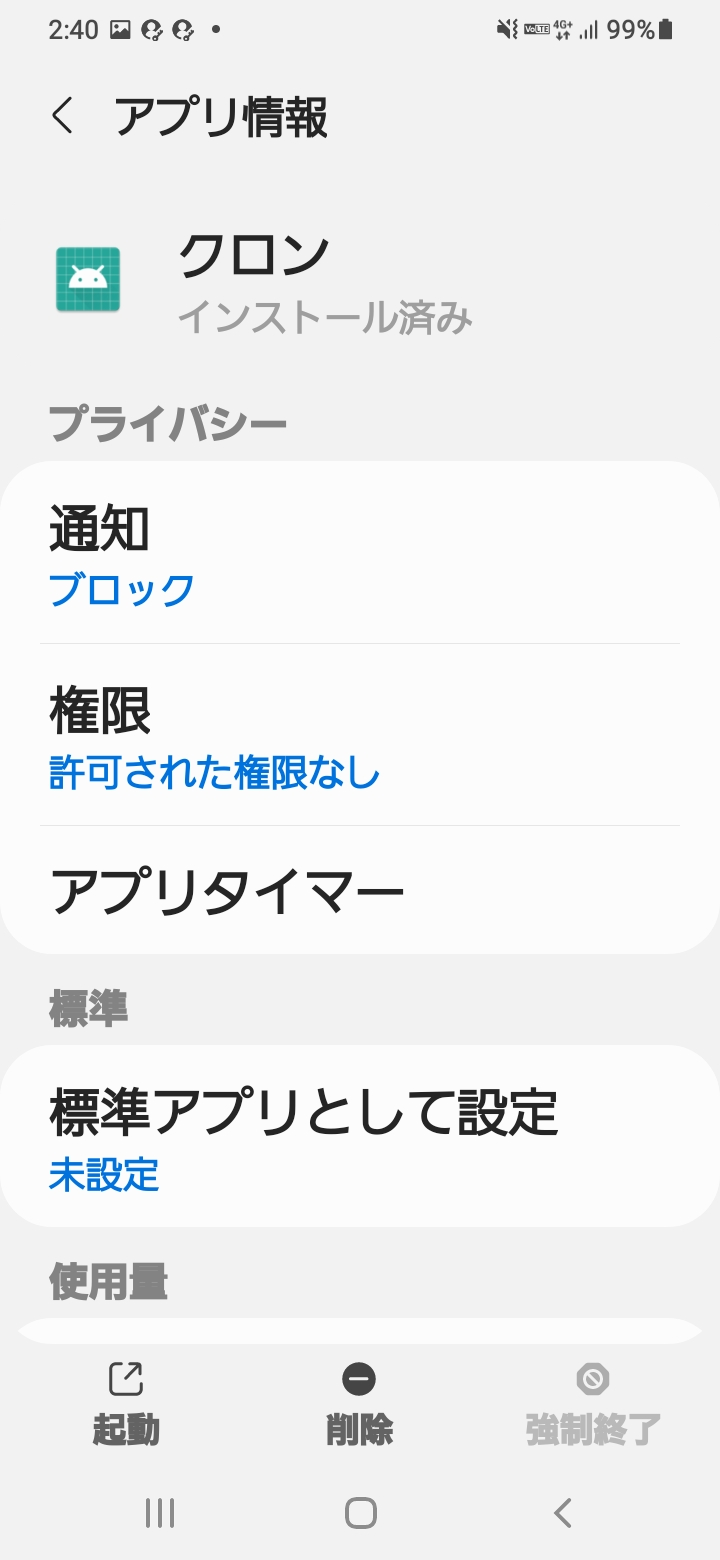 2:40 VoLTE 4G+ 99%
アプリ情報
クロン
インストール済み
プライバシー
通知
ブロック
権限
許可された権限なし
アプリタイマー
標準
標準アプリとして設定
未設定
使用量
起動 削除 強制終了